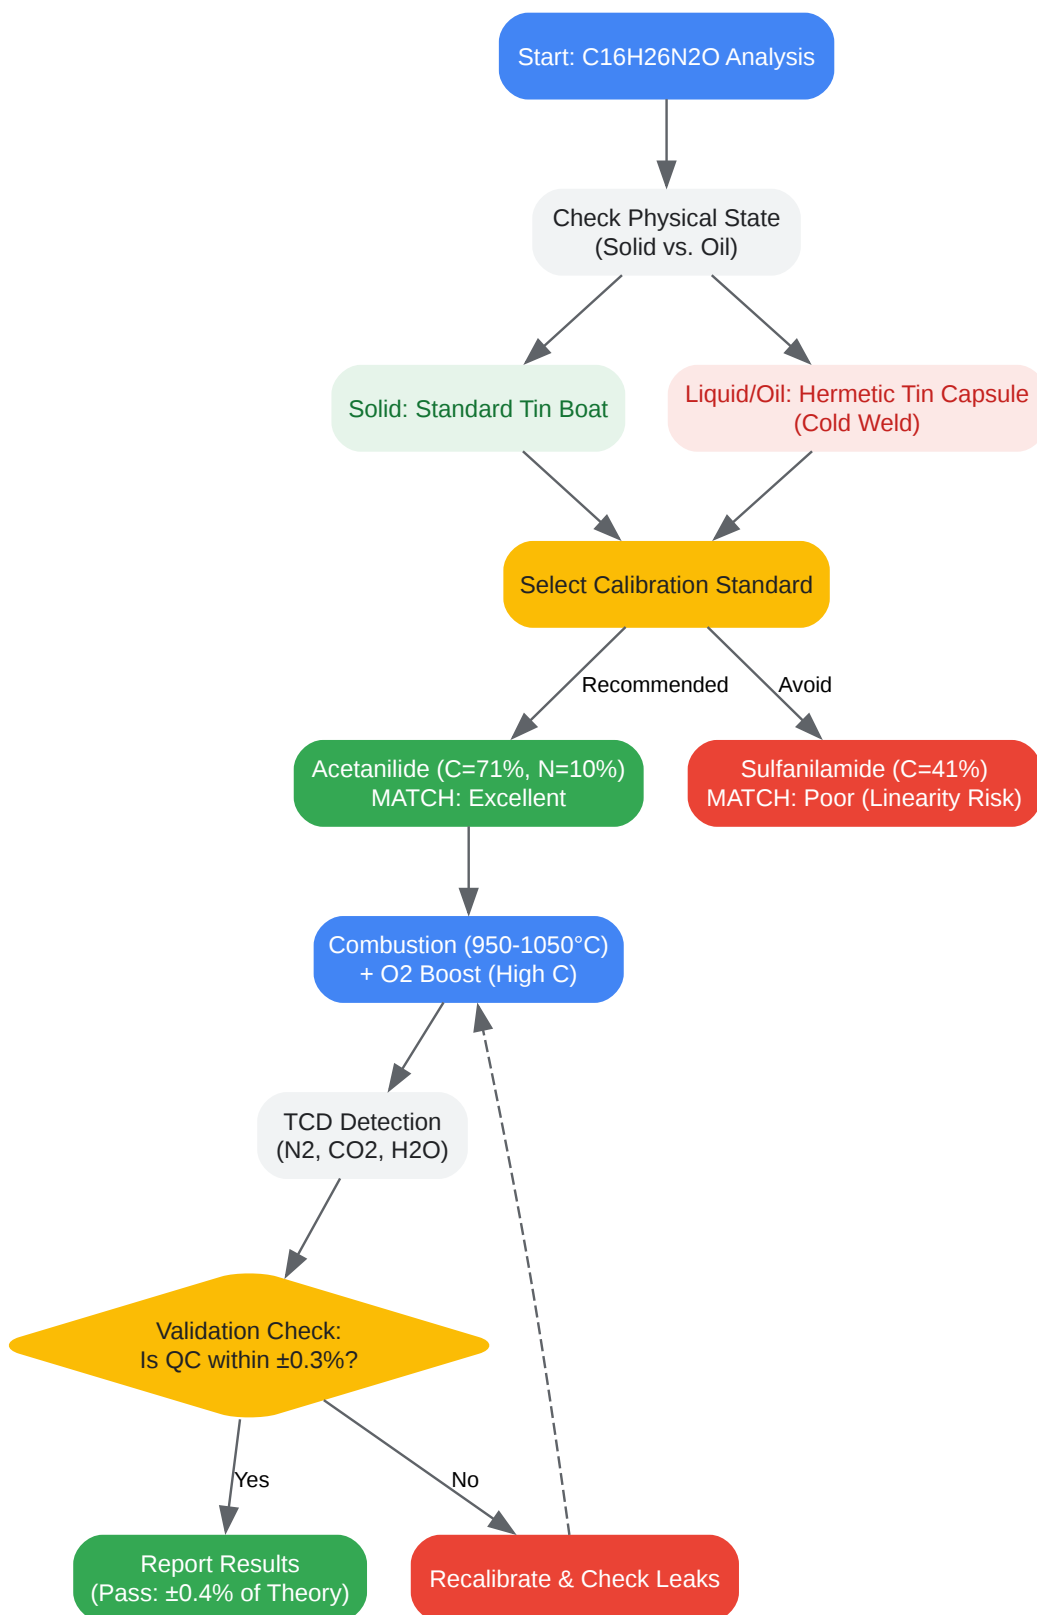 Start: C16H26N2O Analysis
Check Physical State
(Solid vs. Oil)
Solid: Standard Tin Boat
Liquid/Oil: Hermetic Tin Capsule
(Cold Weld)
Select Calibration Standard
Recommended
Avoid
Acetanilide (C=71%, N=10%)
MATCH: Excellent
Sulfanilamide (C=41%)
MATCH: Poor (Linearity Risk)
Combustion (950-1050°C)
+ O2 Boost (High C)
TCD Detection
(N2, CO2, H2O)
Validation Check:
Is QC within ±0.3%?
Yes
No
Report Results
(Pass: ±0.4% of Theory)
Recalibrate & Check Leaks